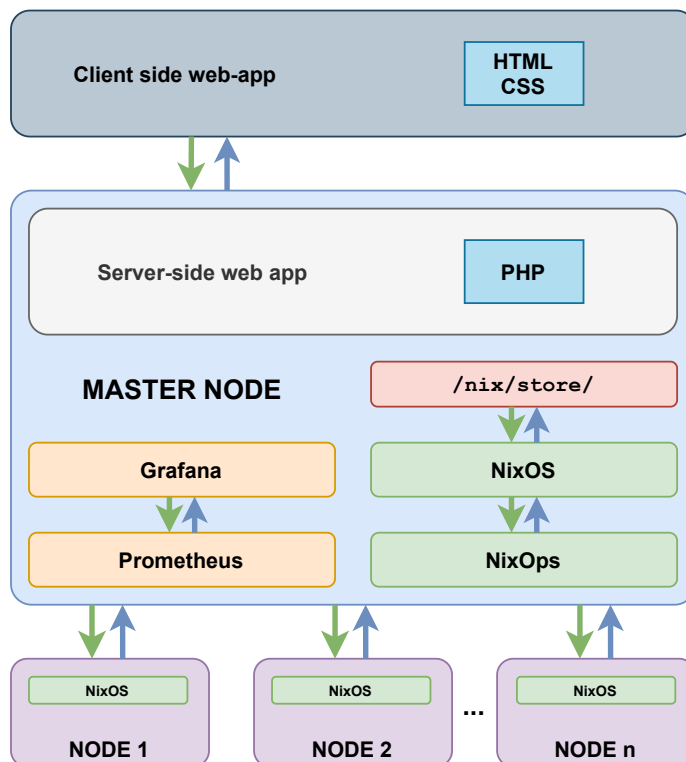 Client side web-app
HTML
CSS
Server-side web app
PHP
MASTER NODE
/nix/store/
Grafana
NixOS
Prometheus
NixOps
NixOS
NixOS
NixOS
NODE 1
NODE 2
...
NODE n